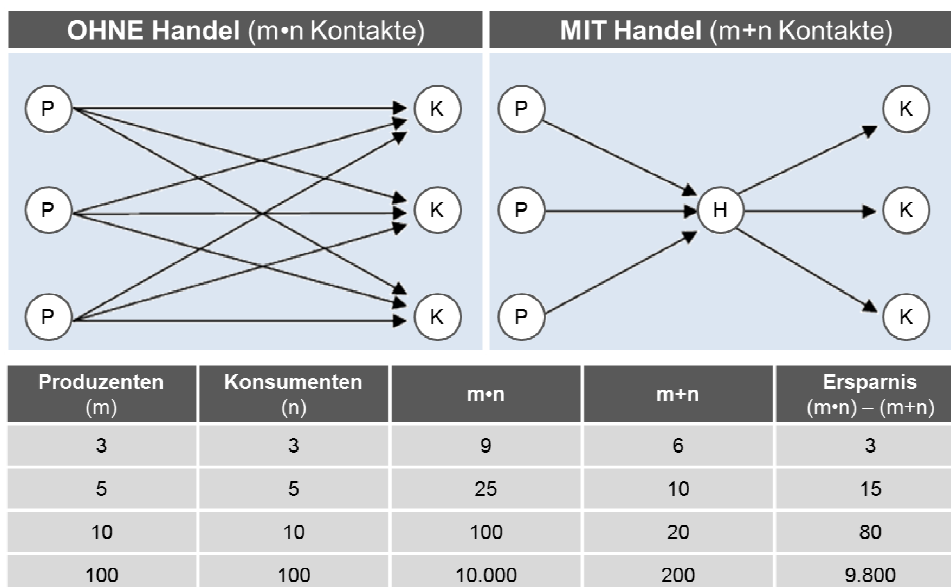 OHNE Handel (m•n Kontakte)
MIT Handel (m+n Kontakte)
P K P K
P K P H K
P K P K
Produzenten (m) Konsumenten (n) m•n m+n Ersparnis (m•n) – (m+n)
3 3 9 6 3
5 5 25 10 15
10 10 100 20 80
100 100 10.000 200 9.800